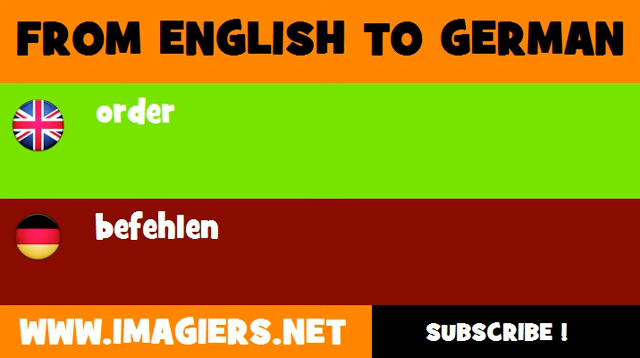 FROM ENGLISH TO GERMAN
order
befehlen
WWW.IMAGIERS.NET
SUBSCRIBE !